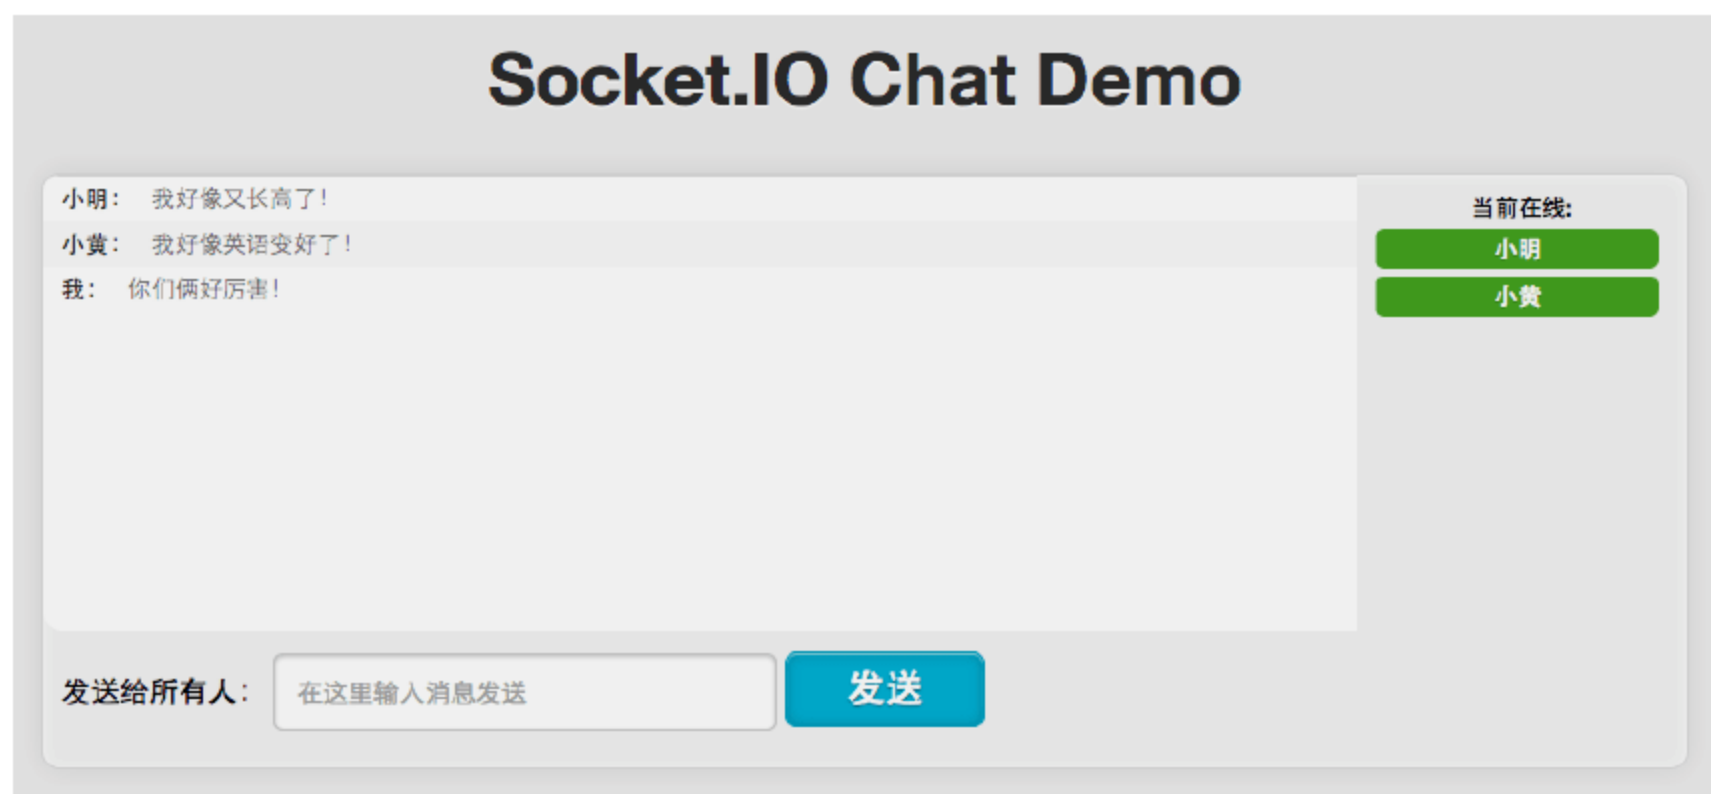 Socket.IO Chat Demo
小明： 我好像又长高了！
小黄： 我好像英语变好了！
我： 你们俩好厉害！
当前在线:
小明
小黄
发送给所有人：
在这里输入消息发送
发送